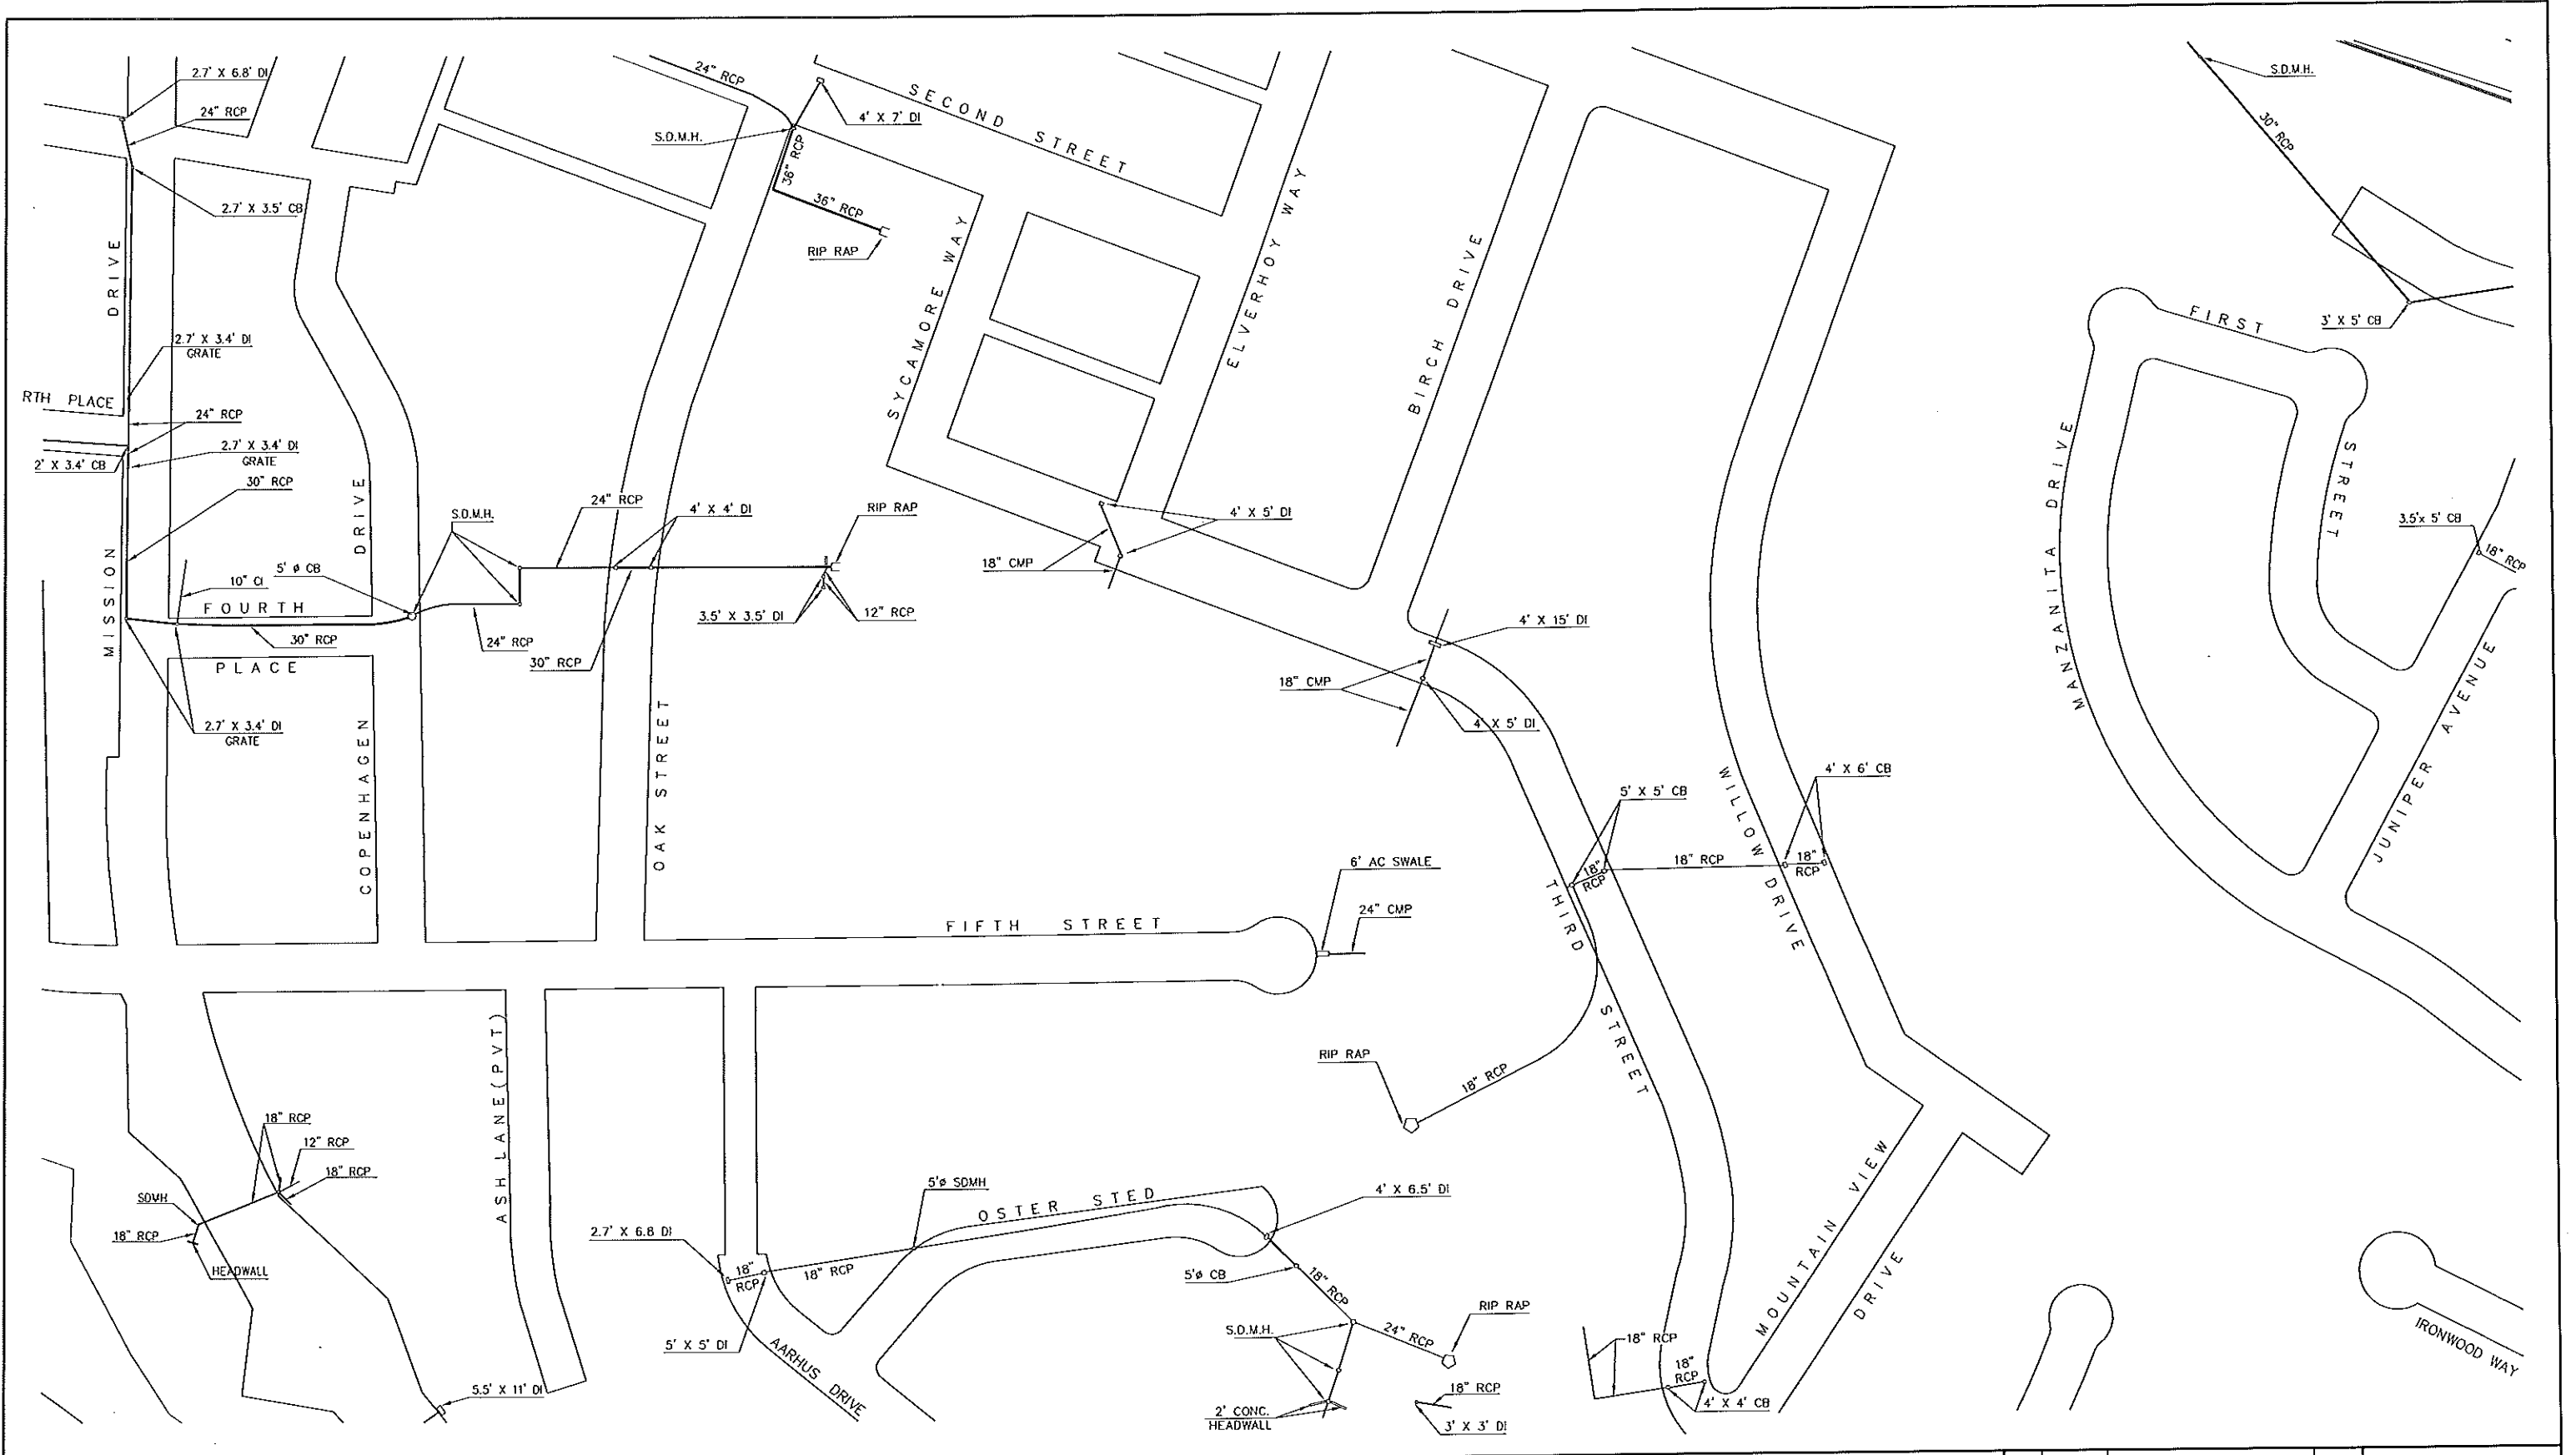 2.7' X 6.8' DI
24" RCP
2.7' X 3.5' CB
DRIVE
2.7' X 3.4' DI
GRATE
RTH PLACE
24" RCP
2.7' X 3.4' DI
GRATE
2' X 3.4' CB
30" RCP
MISSION
10" CI
5' ø CB
FOURTH
30" RCP
PLACE
2.7' X 3.4' DI
GRATE
DRIVE
COPENHAGEN
S.D.M.H.
24" RCP
24" RCP
30" RCP
4' X 4' DI
RIP RAP
3.5' X 3.5' DI
12" RCP
OAK STREET
24" RCP
S.D.M.H.
4' X 7' DI
36" RCP
36" RCP
RIP RAP
SECOND STREET
SYCAMORE WAY
ELVERHOY WAY
BIRCH DRIVE
4' X 5' DI
18" CMP
4' X 15' DI
18" CMP
4' X 5' DI
S.D.M.H.
30" RCP
3' X 5' CB
FIRST
STREET
MANZANITA DRIVE
3.5'x 5' CB
18" RCP
JUNIPER AVENUE
4' X 6' CB
5' X 5' CB
WILLOW DRIVE
18"
RCP
18" RCP
18"
RCP
THIRD STREET
6' AC SWALE
24" CMP
FIFTH STREET
RIP RAP
18" RCP
ASH LANE(PVT)
18" RCP
12" RCP
18" RCP
SDMH
18" RCP
HEADWALL
5.5' X 11' DI
2.7' X 6.8 DI
18"
RCP
18" RCP
5' X 5' DI
AARHUS DRIVE
5'ø SDMH
OSTER STED
4' X 6.5' DI
5'ø CB
18" RCP
S.D.M.H.
24" RCP
RIP RAP
2' CONC.
HEADWALL
18" RCP
3' X 3' DI
18" RCP
18"
RCP
4' X 4' CB
MOUNTAIN VIEW
DRIVE
IRONWOOD WAY